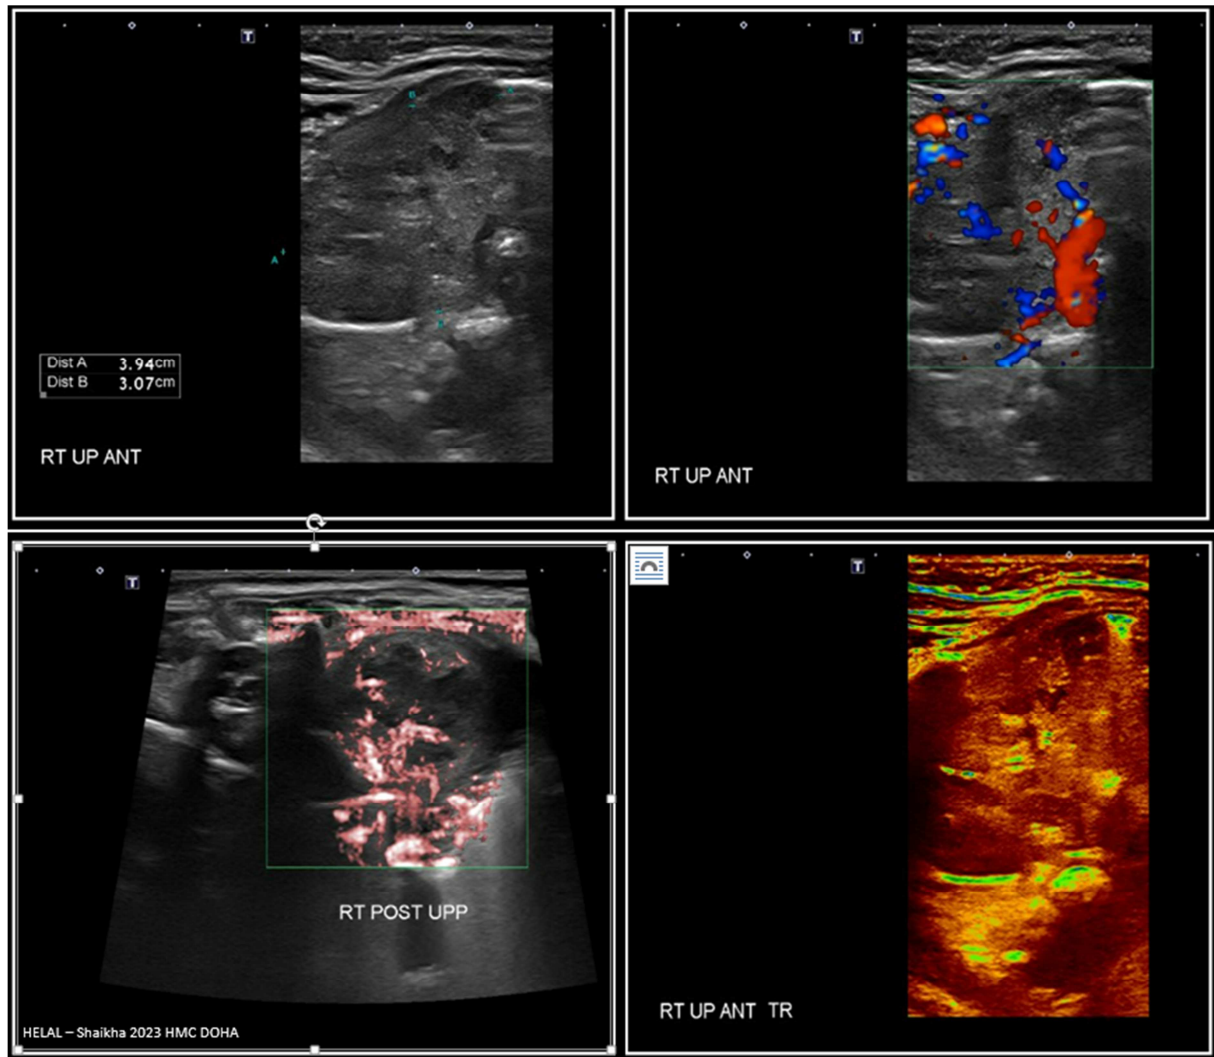 T
B
A
A
B
Dist A 3.94cm
Dist B 3.07cm
RT UP ANT
T
RT UP ANT
T
RT POST UPP
HELAL – Shaikha 2023 HMC DOHA
T
RT UP ANT TR